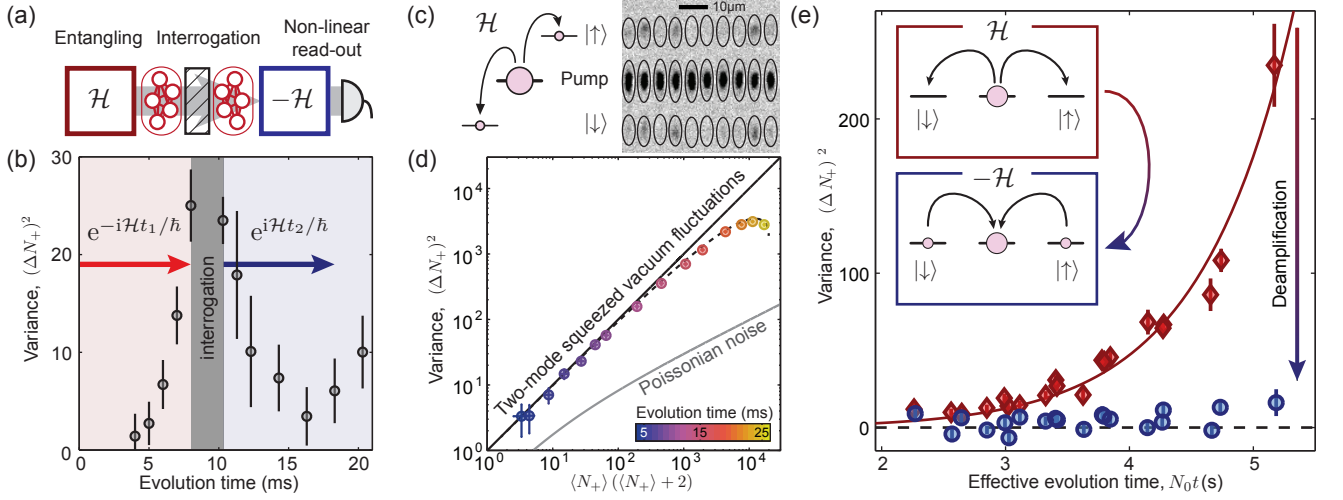 (a)
Entangling
Interrogation
Non-linear
read-out
ℋ
−ℋ
(b)
30
20
10
0
Variance, (ΔN₊)²
e^{−iℋt₁/ħ}
e^{iℋt₂/ħ}
interrogation
0
5
10
15
20
Evolution time (ms)
(c)
ℋ
|↑⟩
Pump
|↓⟩
10μm
(d)
10⁴
10³
10²
10¹
10⁰
Variance, (ΔN₊)²
Two-mode squeezed vacuum fluctuations
Poissonian noise
Evolution time (ms)
5
15
25
10⁰
10¹
10²
10³
10⁴
⟨N₊⟩(⟨N₊⟩ + 2)
(e)
200
100
0
Variance, (ΔN₊)²
ℋ
|↓⟩
|↑⟩
−ℋ
|↓⟩
|↑⟩
Deamplification
2
3
4
5
Effective evolution time, N₀t(s)